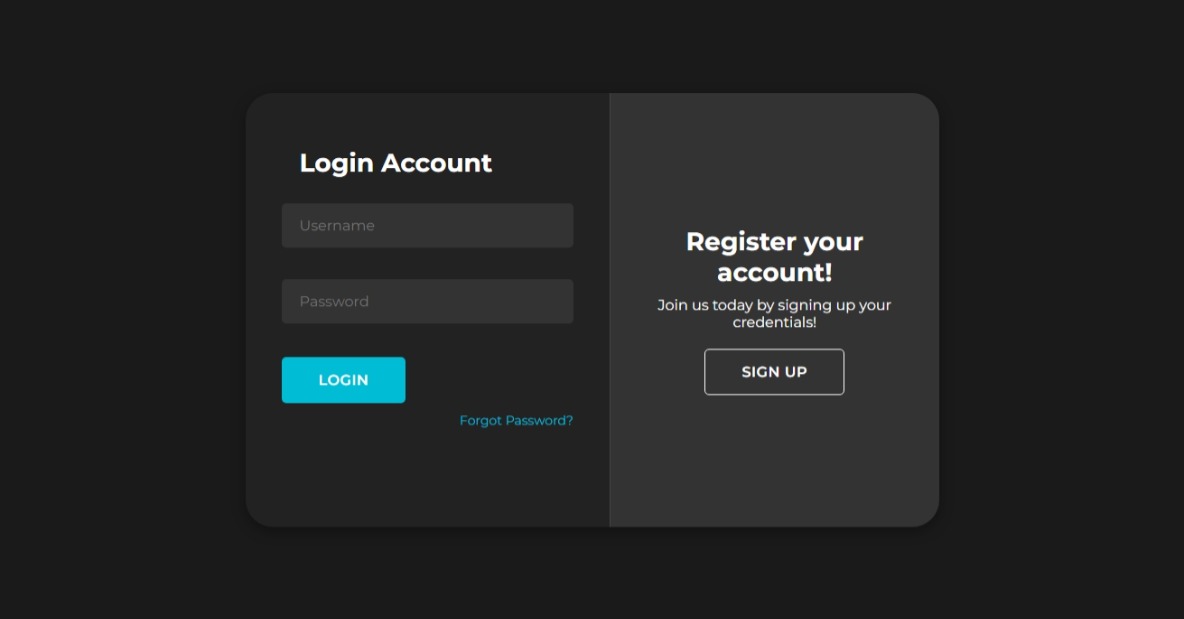 Login Account
Username
Password
LOGIN
Forgot Password?
Register your
account!
Join us today by signing up your
credentials!
SIGN UP